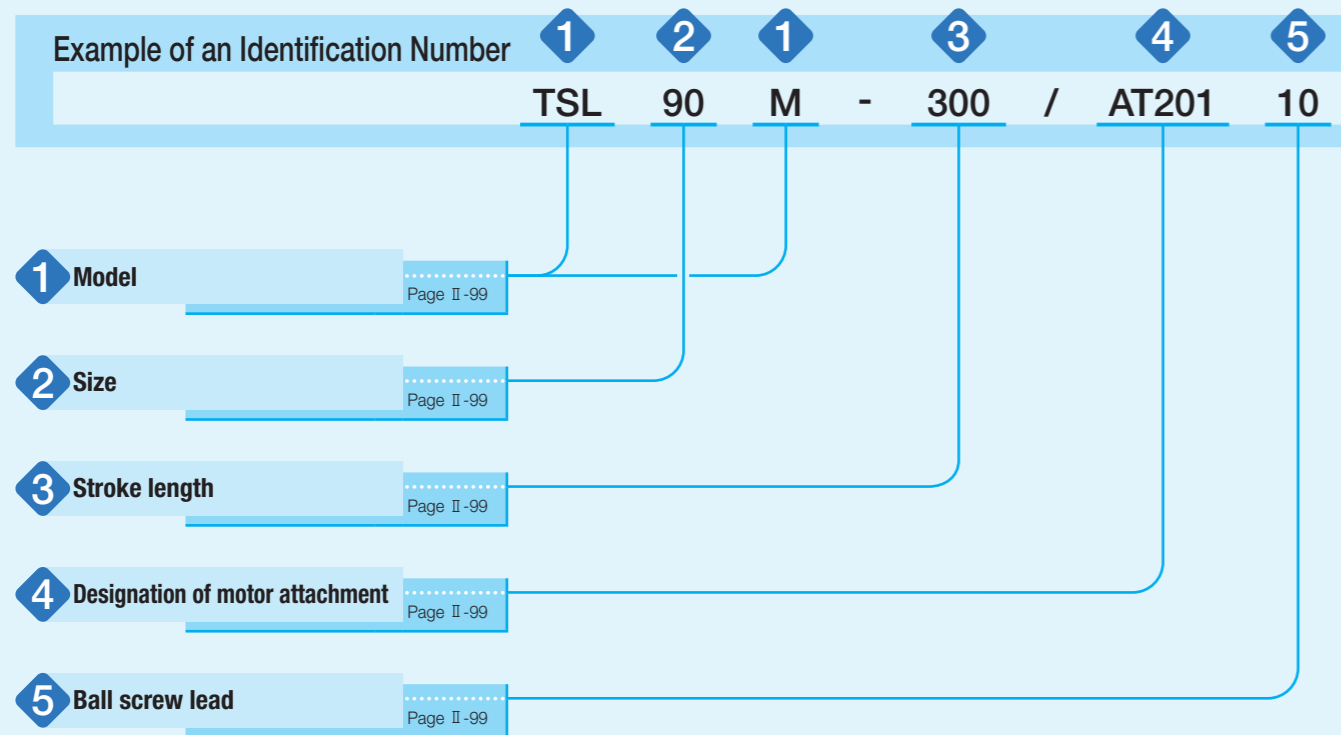 Example of an Identification Number 1 2 1 3 4 5
TSL 90 M - 300 / AT201 10
1 Model
Page Ⅱ-99
2 Size
Page Ⅱ-99
3 Stroke length
Page Ⅱ-99
4 Designation of motor attachment
Page Ⅱ-99
5 Ball screw lead
Page Ⅱ-99